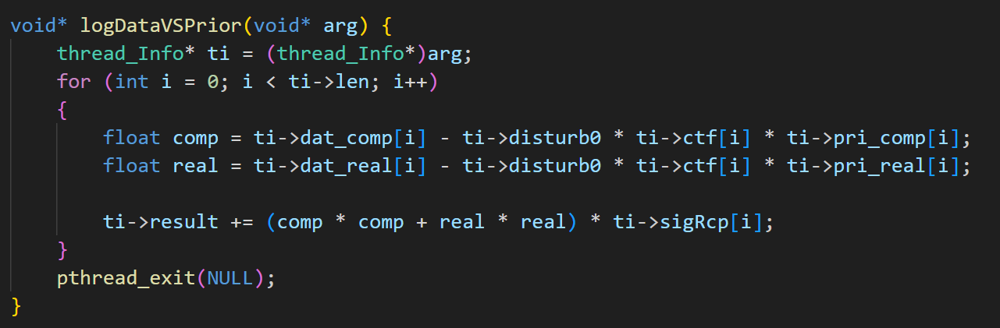 void* logDataVSPrior(void* arg) {
    thread_Info* ti = (thread_Info*)arg;
    for (int i = 0; i < ti->len; i++)
    {
        float comp = ti->dat_comp[i] - ti->disturb0 * ti->ctf[i] * ti->pri_comp[i];
        float real = ti->dat_real[i] - ti->disturb0 * ti->ctf[i] * ti->pri_real[i];

        ti->result += (comp * comp + real * real) * ti->sigRcp[i];
    }
    pthread_exit(NULL);
}